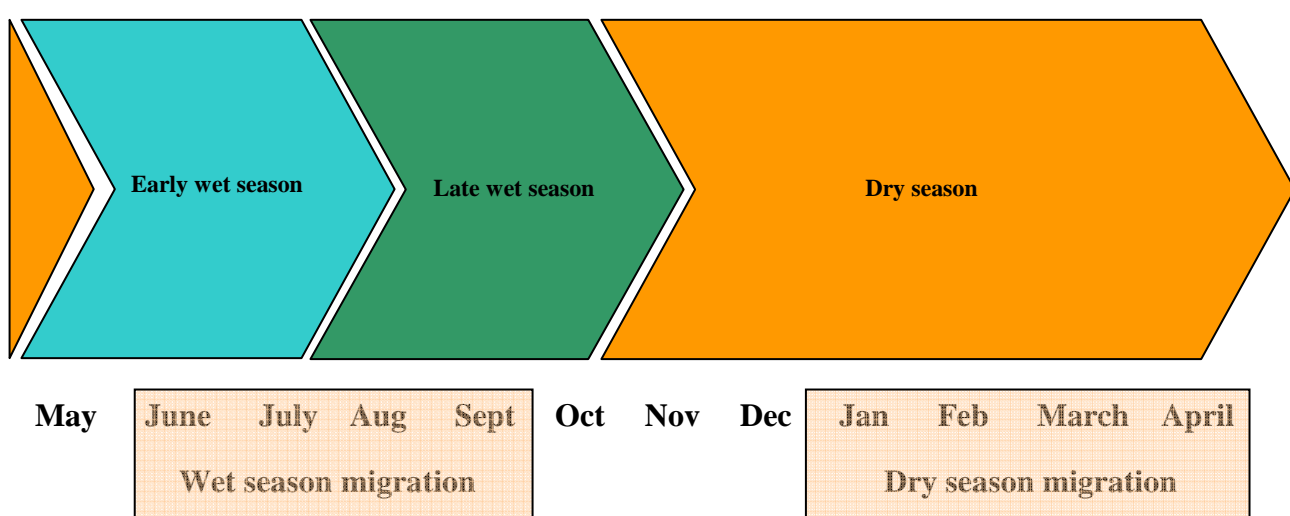 Early wet season Late wet season Dry season
May June July Aug Sept Oct Nov Dec Jan Feb March April
Wet season migration Dry season migration